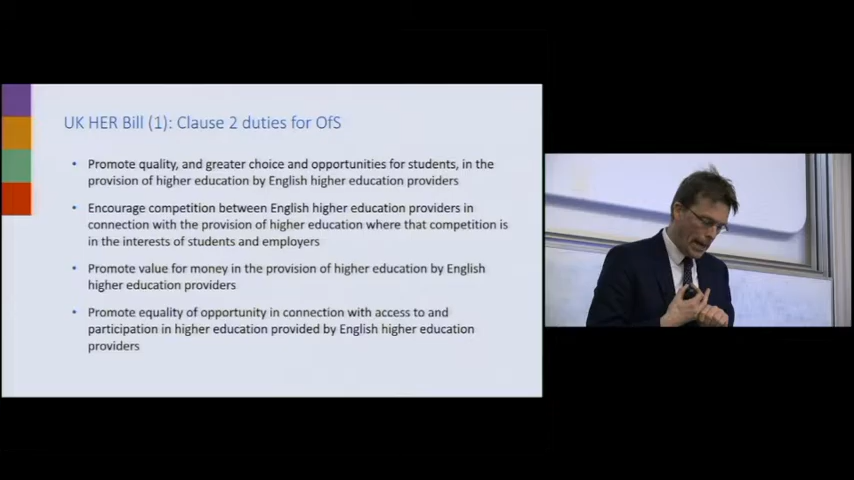 UK HER Bill (1): Clause 2 duties for OfS
• Promote quality, and greater choice and opportunities for students, in the
provision of higher education by English higher education providers
• Encourage competition between English higher education providers in
connection with the provision of higher education where that competition is
in the interests of students and employers
• Promote value for money in the provision of higher education by English
higher education providers
• Promote equality of opportunity in connection with access to and
participation in higher education provided by English higher education
providers